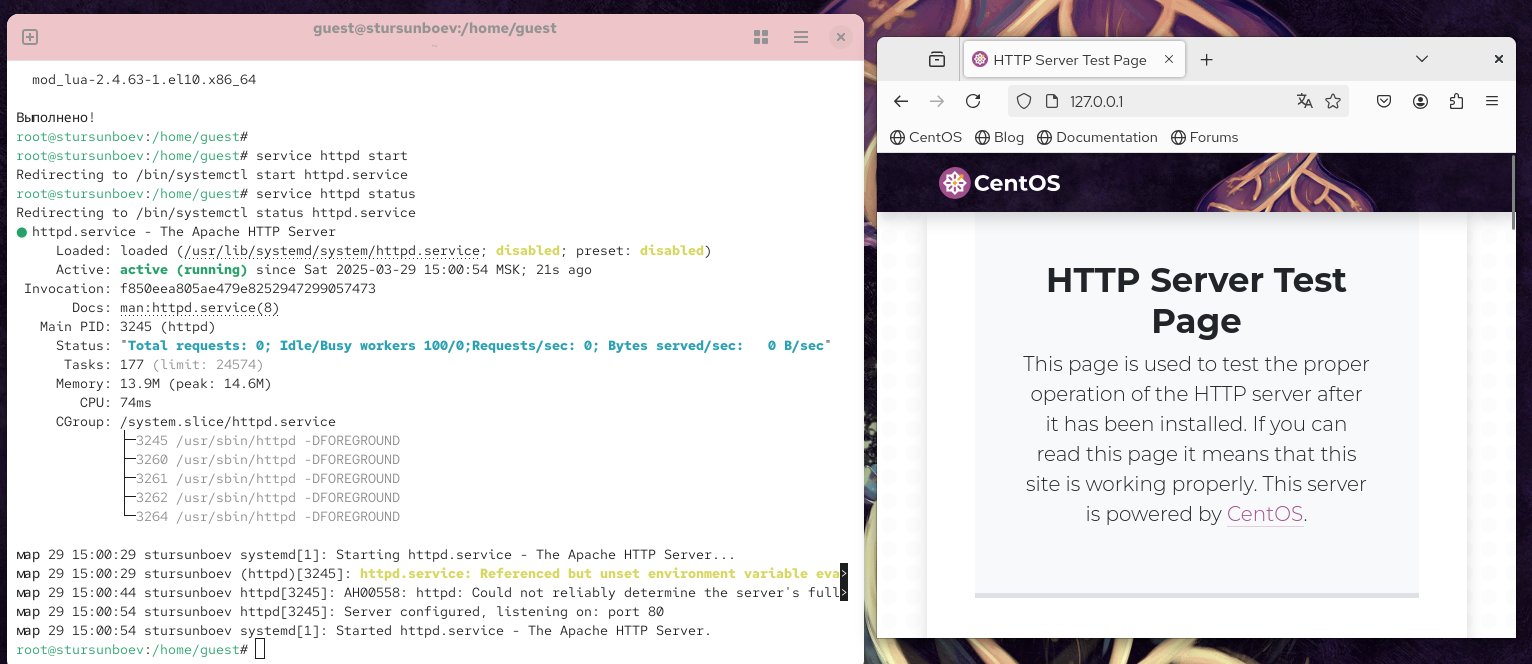 guest@stursunboev:/home/guest
mod_lua-2.4.63-1.el10.x86_64
Выполнено!
root@stursunboev:/home/guest#
root@stursunboev:/home/guest# service httpd start
Redirecting to /bin/systemctl start httpd.service
root@stursunboev:/home/guest# service httpd status
Redirecting to /bin/systemctl status httpd.service
● httpd.service - The Apache HTTP Server
Loaded: loaded (/usr/lib/systemd/system/httpd.service; disabled; preset: disabled)
Active: active (running) since Sat 2025-03-29 15:00:54 MSK; 21s ago
Invocation: f850eea805ae479e8252947299057473
Docs: man:httpd.service(8)
Main PID: 3245 (httpd)
Status: "Total requests: 0; Idle/Busy workers 100/0;Requests/sec: 0; Bytes served/sec:   0 B/sec"
Tasks: 177 (limit: 24574)
Memory: 13.9M (peak: 14.6M)
CPU: 74ms
CGroup: /system.slice/httpd.service
├─3245 /usr/sbin/httpd -DFOREGROUND
├─3260 /usr/sbin/httpd -DFOREGROUND
├─3261 /usr/sbin/httpd -DFOREGROUND
├─3262 /usr/sbin/httpd -DFOREGROUND
└─3264 /usr/sbin/httpd -DFOREGROUND
мар 29 15:00:29 stursunboev systemd[1]: Starting httpd.service - The Apache HTTP Server...
мар 29 15:00:29 stursunboev (httpd)[3245]: httpd.service: Referenced but unset environment variable eva>
мар 29 15:00:44 stursunboev httpd[3245]: AH00558: httpd: Could not reliably determine the server's full>
мар 29 15:00:54 stursunboev httpd[3245]: Server configured, listening on: port 80
мар 29 15:00:54 stursunboev systemd[1]: Started httpd.service - The Apache HTTP Server.
root@stursunboev:/home/guest#
HTTP Server Test Page
127.0.0.1
CentOS Blog Documentation Forums
CentOS
HTTP Server Test
Page
This page is used to test the proper
operation of the HTTP server after
it has been installed. If you can
read this page it means that this
site is working properly. This server
is powered by CentOS.